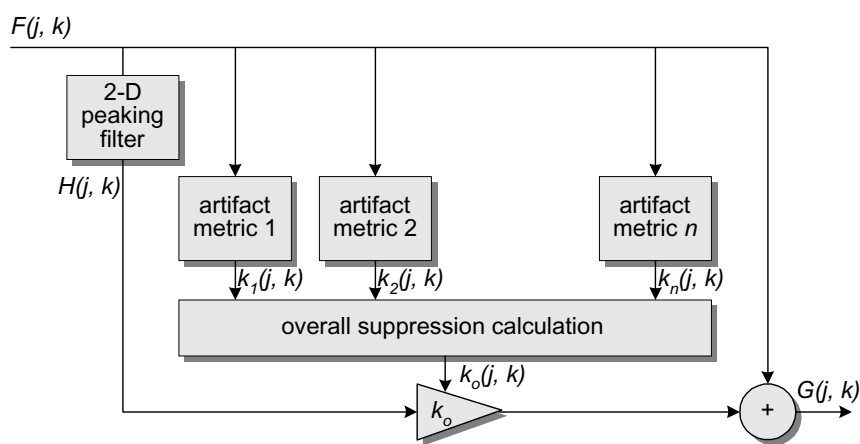 F(j, k)
2-D
peaking
filter
H(j, k)
artifact
metric 1
artifact
metric 2
artifact
metric n
k₁(j, k)
k₂(j, k)
kₙ(j, k)
overall suppression calculation
kₒ(j, k)
kₒ
+
G(j, k)